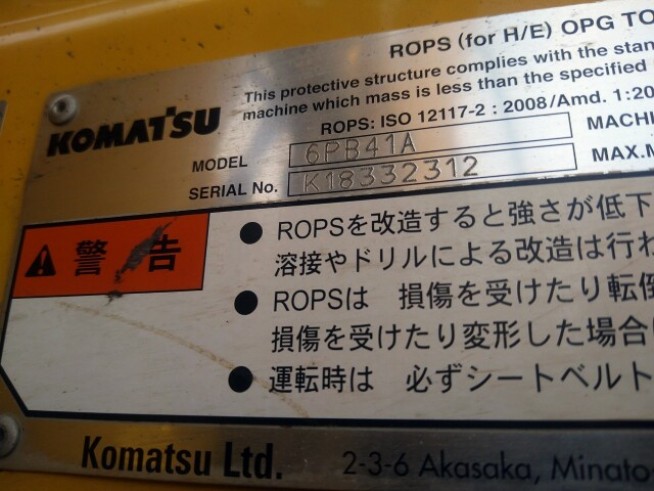 ROPS (for H/E) OPG TO
This protective structure complies with the stan
machine which mass is less than the specified
KOMATSU
ROPS: ISO 12117-2 : 2008/Amd. 1:20
MODEL 6PB41A MACHI
SERIAL No. K18332312 MAX.M
警告
● ROPSを改造すると強さが低下
溶接やドリルによる改造は行わ
● ROPSは 損傷を受けたり転倒
損傷を受けたり変形した場合は
● 運転時は 必ずシートベルト
Komatsu Ltd. 2-3-6 Akasaka, Minato